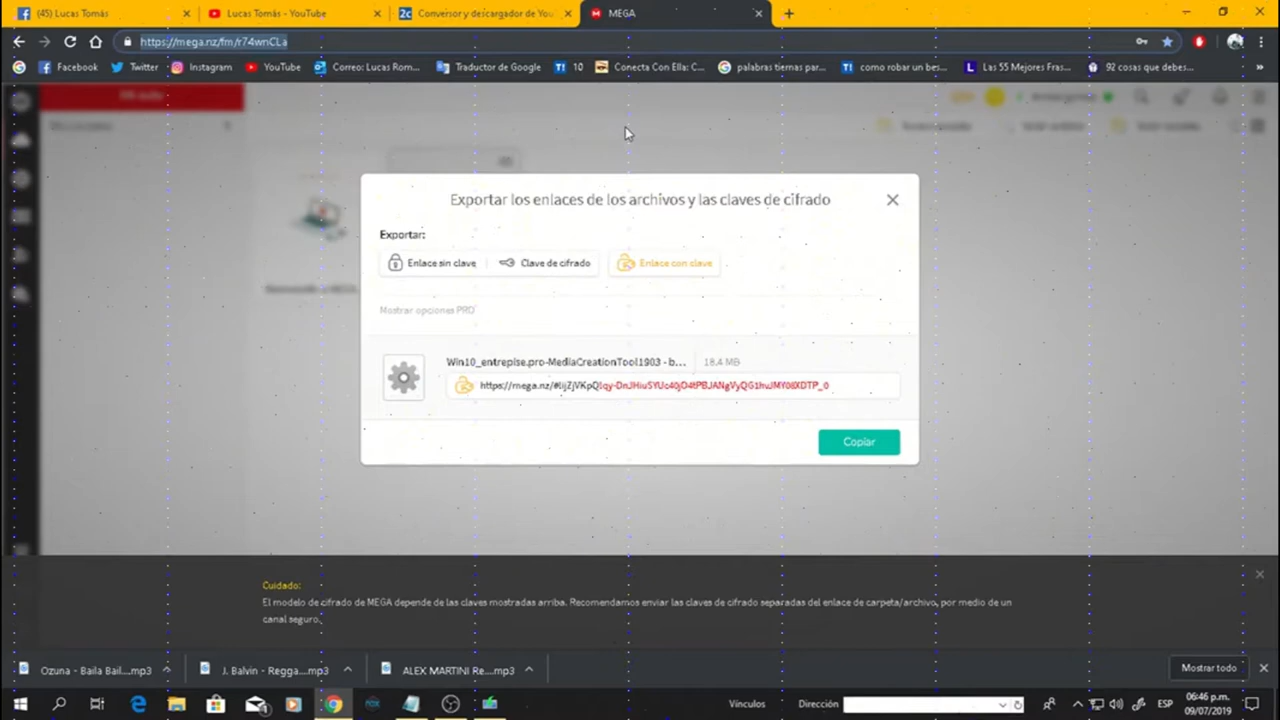 (45) Lucas Tomás
Lucas Tomás - YouTube
Conversor y descargador de You
MEGA
https://mega.nz/fm/r74wnCLa
Facebook
Twitter
Instagram
YouTube
Correo: Lucas Rom...
Traductor de Google
10
Conecta Con Ella: C...
palabras tiernas par...
como robar un bes...
Las 55 Mejores Fras...
92 cosas que debes...
»
Exportar los enlaces de los archivos y las claves de cifrado
Exportar:
Enlace sin clave
Clave de cifrado
Enlace con clave
Mostrar opciones PRO
Win10_entrepise.pro-MediaCreationTool1903 - b...
18.4 MB
Copiar
Cuidado:
El modelo de cifrado de MEGA depende de las claves mostradas arriba. Recomendamos enviar las claves de cifrado separadas del enlace de carpeta/archivo, por medio de un
canal seguro.
Ozuna - Baila Bail....mp3
J. Balvin - Regga....mp3
ALEX MARTINI Re....mp3
Mostrar todo
Vínculos
Dirección
ESP
06:46 p.m.
09/07/2019